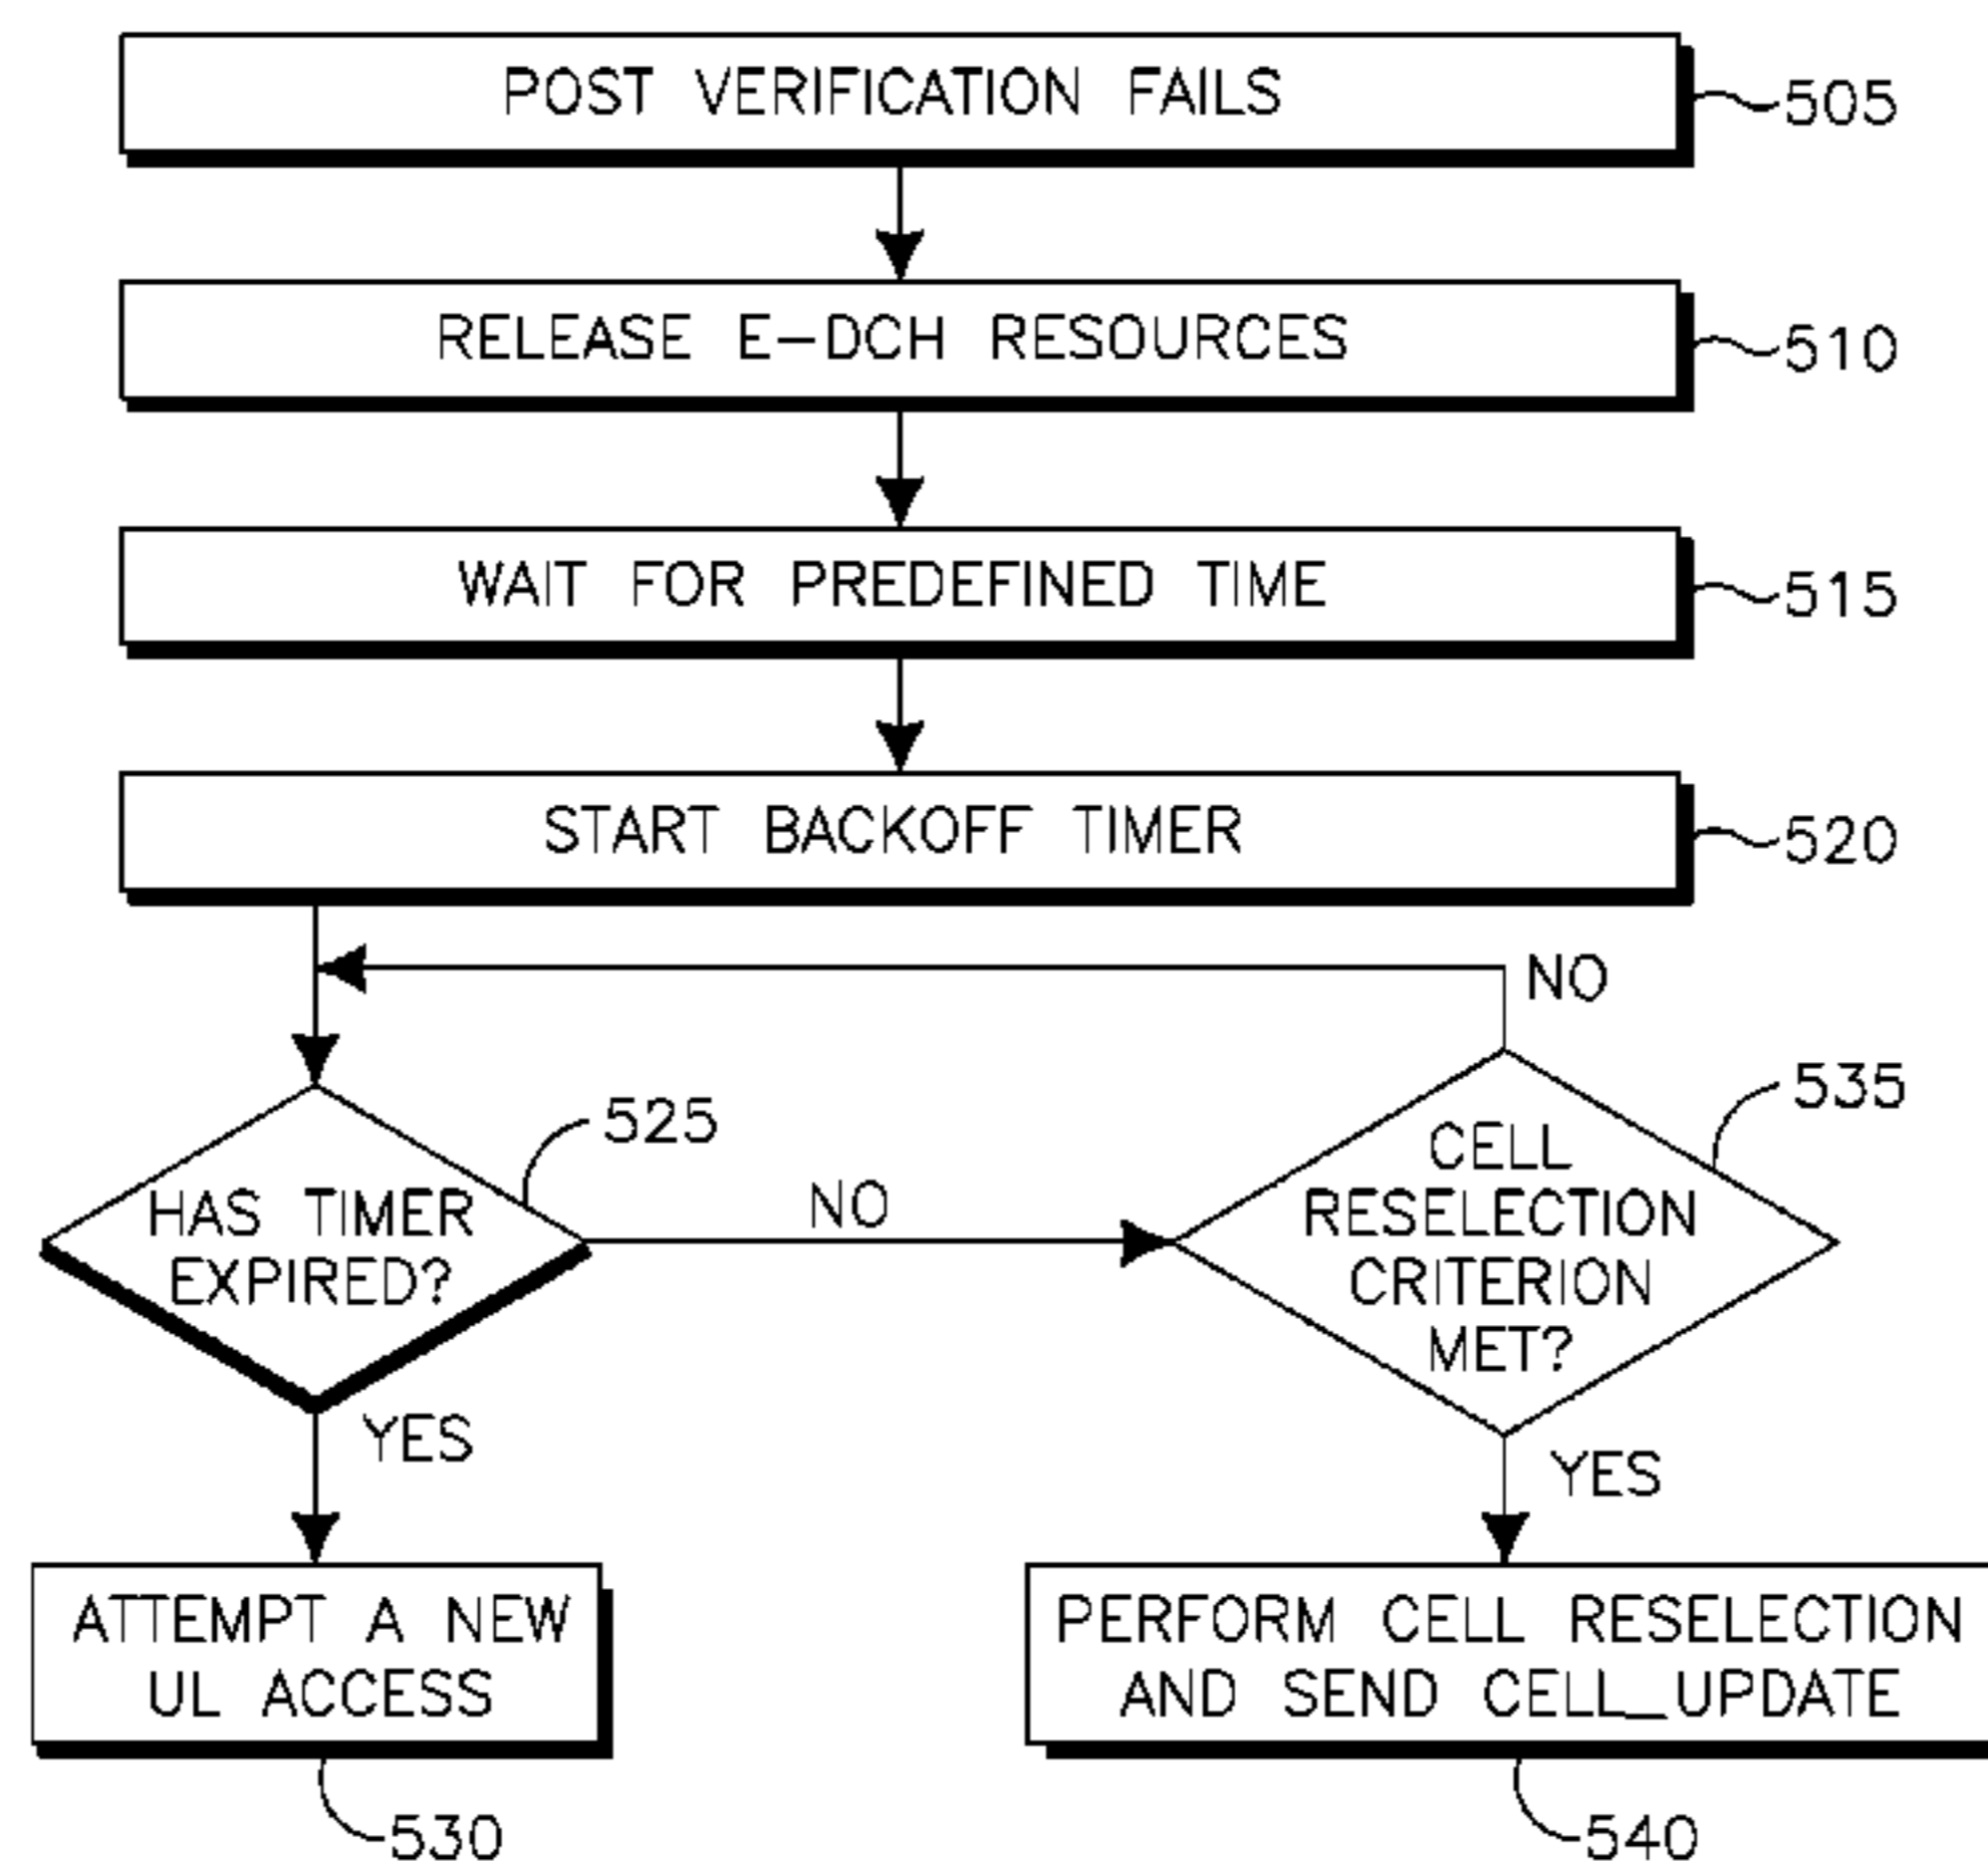 POST VERIFICATION FAILS
505
RELEASE E-DCH RESOURCES
510
WAIT FOR PREDEFINED TIME
515
START BACKOFF TIMER
520
NO
535
525
CELL
RESELECTION
CRITERION
MET?
HAS TIMER
EXPIRED?
NO
YES
YES
ATTEMPT A NEW
UL ACCESS
PERFORM CELL RESELECTION
AND SEND CELL_UPDATE
530
540